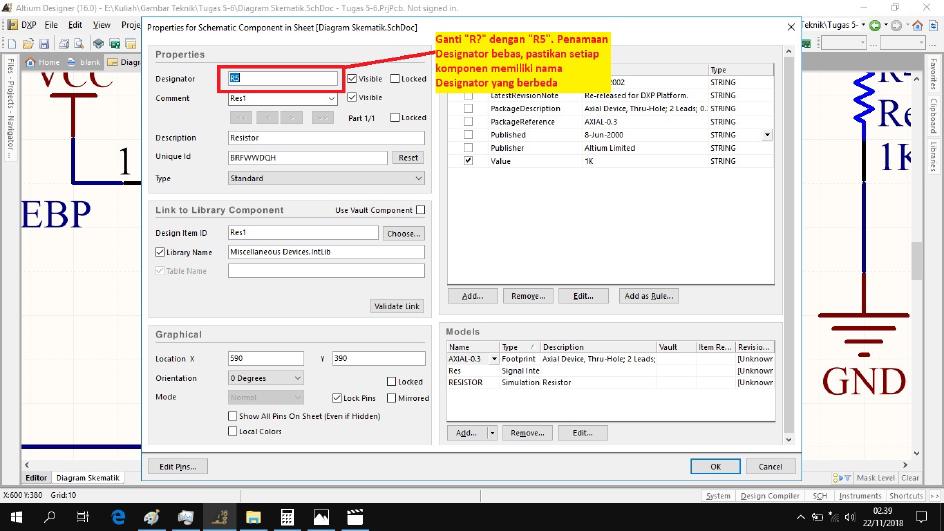 Altium Designer (16.0) - E:\Kuliah\Gambar Teknik\Tugas 5-6\Diagram Skematik.SchDoc - Tugas 5-6.PrjPcb. Not signed in.
DXP File Edit View Project
Teknik\Tugas 5-
Home blank
Files Projects Navigator
Clipboard Libraries
VCC
1
EBP
Re
1K
GND
Properties for Schematic Component in Sheet [Diagram Skematik.SchDoc]
Ganti "R?" dengan "R5". Penamaan
Designator bebas, pastikan setiap
komponen memiliki nama
Designator yang berbeda
Properties
Designator R5 Visible Locked
Comment Res1 Visible
<< < > >> Part 1/1 Locked
Description Resistor
Unique Id BRFWWDQH Reset
Type Standard
Link to Library Component Use Vault Component
Design Item ID Res1 Choose...
Library Name Miscellaneous Devices.IntLib
Table Name
Validate Link
Graphical
Location X 590 Y 390
Orientation 0 Degrees Locked
Mode Normal Lock Pins Mirrored
Show All Pins On Sheet (Even if Hidden)
Local Colors
Type
2002 STRING
LatestRevisionNote Re-released for DXP Platform. STRING
PackageDescription Axial Device, Thru-Hole; 2 Leads; 0. STRING
PackageReference AXIAL-0.3 STRING
Published 8-Jun-2000 STRING
Publisher Altium Limited STRING
Value 1K STRING
Add... Remove... Edit... Add as Rule...
Models
Name Type / Description Vault Item Re... Revision...
AXIAL-0.3 Footprint Axial Device, Thru-Hole; 2 Leads; [Unknowr
Res Signal Inte [Unknowr
RESISTOR Simulation Resistor [Unknowr
Add... Remove... Edit...
Edit Pins... OK Cancel
Editor Diagram Skematik Mask Level Clear
X:600 Y:380 Grid:10 System Design Compiler SCH Instruments Shortcuts >>
02.39
22/11/2018